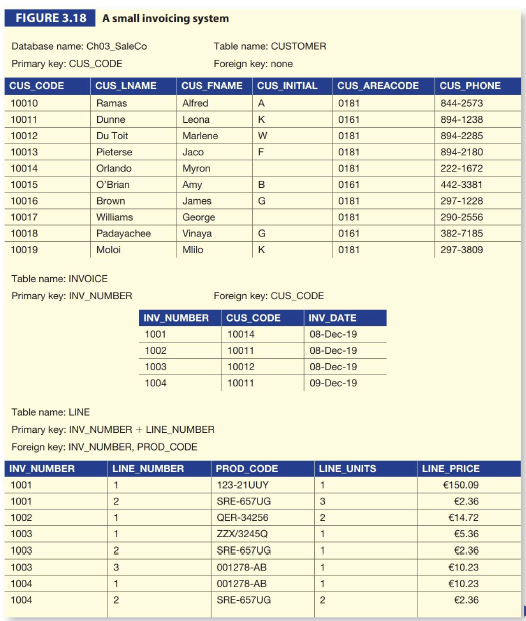 FIGURE 3.18 A small invoicing system
Database name: Ch03_SaleCo Table name: CUSTOMER
Primary key: CUS_CODE Foreign key: none
CUS_CODE CUS_LNAME CUS_FNAME CUS_INITIAL CUS_AREACODE CUS_PHONE
10010 Ramas Alfred A 0181 844-2573
10011 Dunne Leona K 0161 894-1238
10012 Du Toit Marlene W 0181 894-2285
10013 Pieterse Jaco F 0181 894-2180
10014 Orlando Myron 0181 222-1672
10015 O'Brian Amy B 0161 442-3381
10016 Brown James G 0181 297-1228
10017 Williams George 0181 290-2556
10018 Padayachee Vinaya G 0161 382-7185
10019 Moloi Mlilo K 0181 297-3809
Table name: INVOICE
Primary key: INV_NUMBER Foreign key: CUS_CODE
INV_NUMBER CUS_CODE INV_DATE
1001 10014 08-Dec-19
1002 10011 08-Dec-19
1003 10012 08-Dec-19
1004 10011 09-Dec-19
Table name: LINE
Primary key: INV_NUMBER + LINE_NUMBER
Foreign key: INV_NUMBER, PROD_CODE
INV_NUMBER LINE_NUMBER PROD_CODE LINE_UNITS LINE_PRICE
1001 1 123-21UUY 1 €150.09
1001 2 SRE-657UG 3 €2.36
1002 1 QER-34256 2 €14.72
1003 1 ZZX/3245Q 1 €5.36
1003 2 SRE-657UG 1 €2.36
1003 3 001278-AB 1 €10.23
1004 1 001278-AB 1 €10.23
1004 2 SRE-657UG 2 €2.36